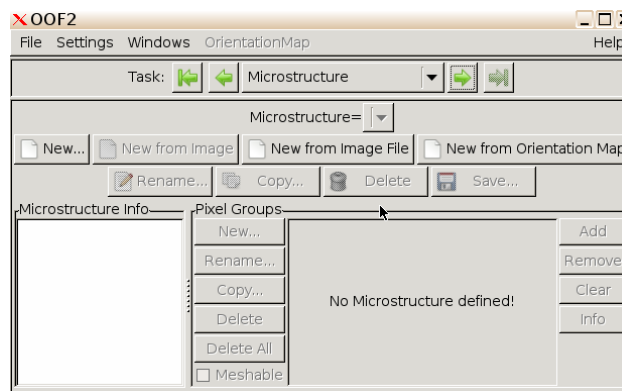 OOF2
File Settings Windows OrientationMap Help
Task: Microstructure
Microstructure=
New... New from Image New from Image File New from Orientation Map
Rename... Copy... Delete Save...
Microstructure Info Pixel Groups
New... Add
Rename... Remove
Copy... No Microstructure defined! Clear
Delete Info
Delete All
Meshable